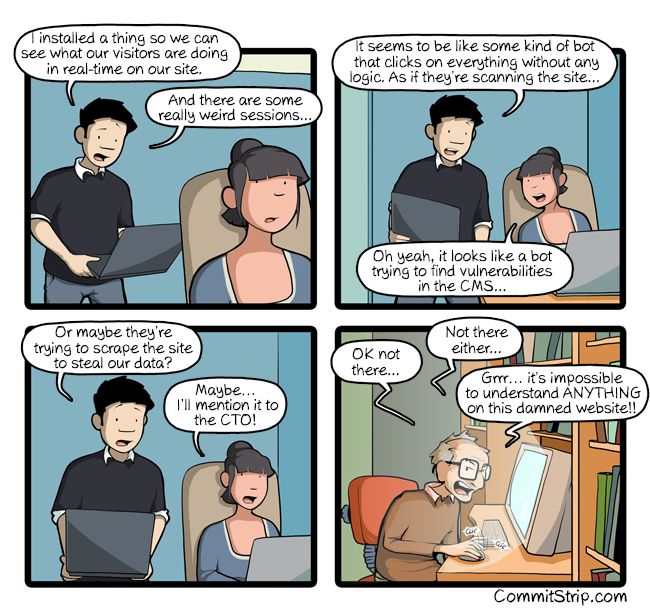 I installed a thing so we can
see what our visitors are doing
in real-time on our site.
And there are some
really weird sessions...
It seems to be like some kind of bot
that clicks on everything without any
logic. As if they're scanning the site...
Oh yeah, it looks like a bot
trying to find vulnerabilities
in the CMS...
Or maybe they're
trying to scrape the site
to steal our data?
Maybe...
I'll mention it to
the CTO!
OK not
there...
Not there
either...
Grrr... it's impossible
to understand ANYTHING
on this damned website!!
CLIC
CLIC
CommitStrip.com